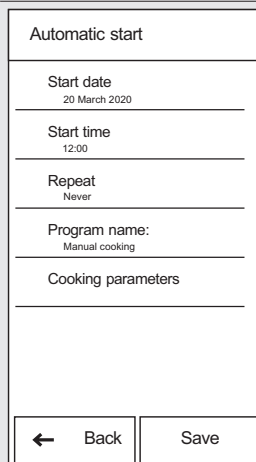 Automatic start
Start date
20 March 2020
Start time
12:00
Repeat
Never
Program name:
Manual cooking
Cooking parameters
Back
Save